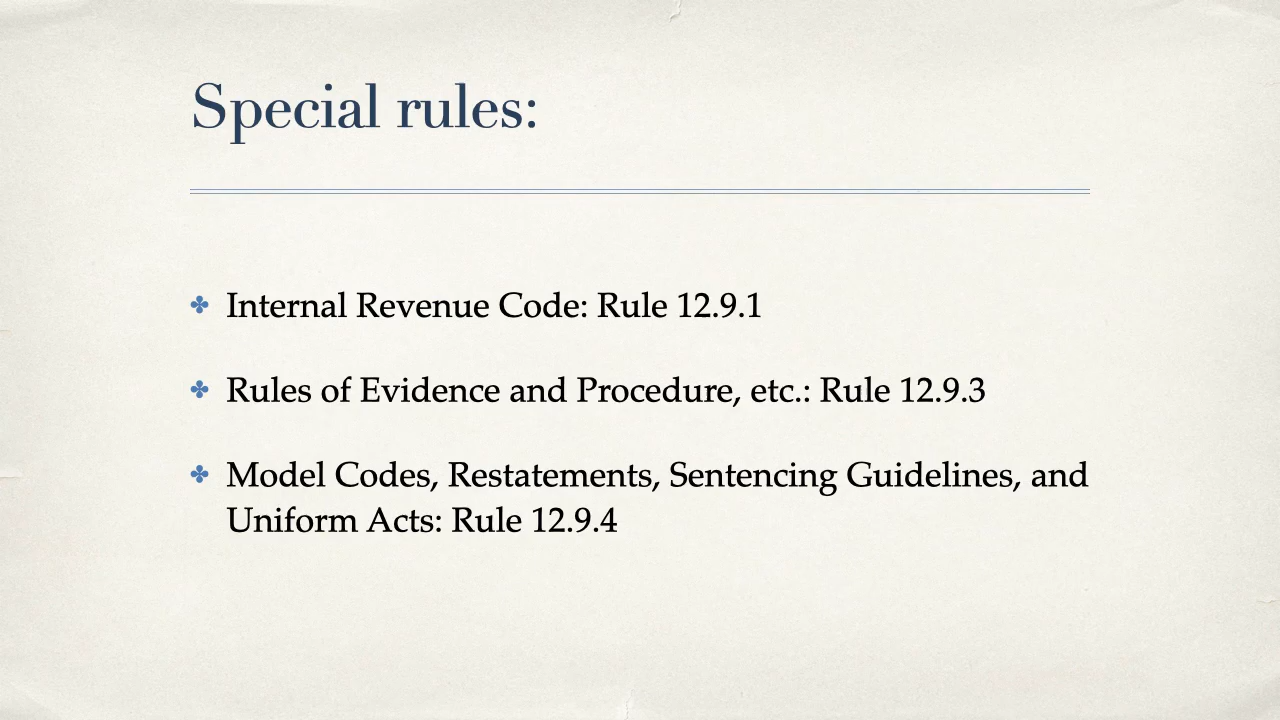 Special rules:
Internal Revenue Code: Rule 12.9.1
Rules of Evidence and Procedure, etc.: Rule 12.9.3
Model Codes, Restatements, Sentencing Guidelines, and
Uniform Acts: Rule 12.9.4